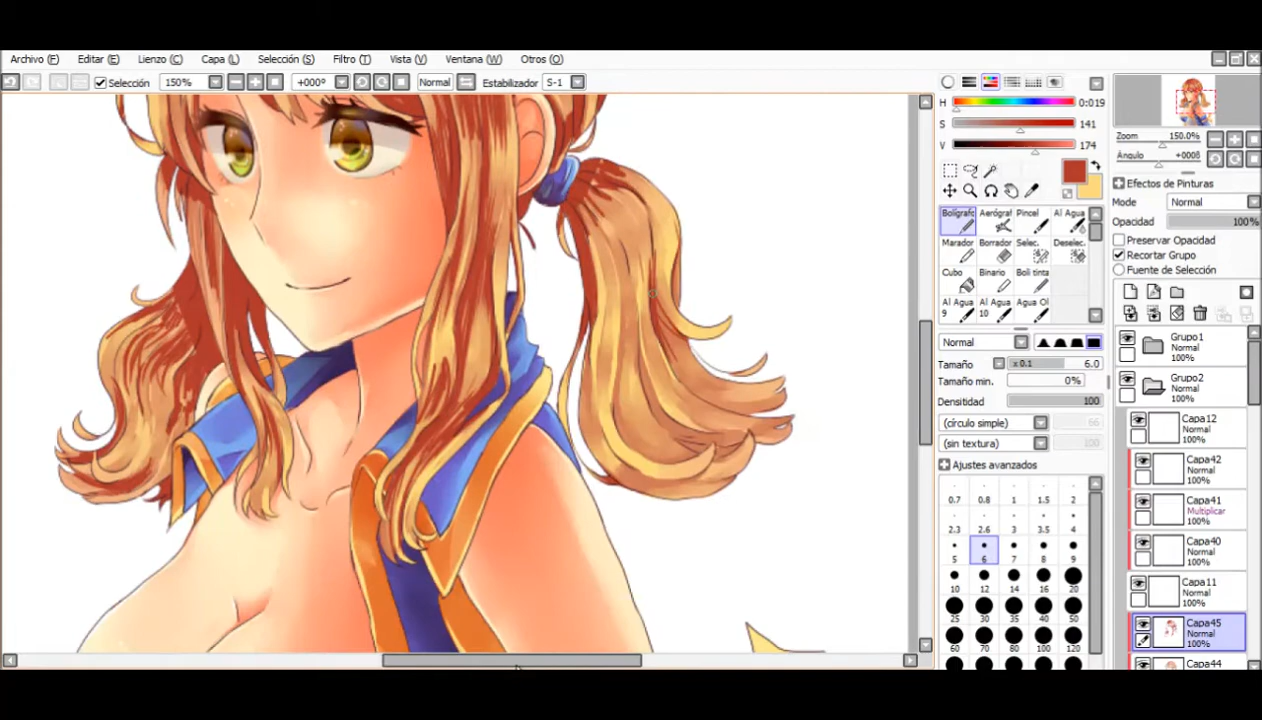 Archivo (F) Editar (E) Lienzo (C) Capa (L) Selección (S) Filtro (T) Vista (V) Ventana (W) Otros (O)
Selección 150% +000º Normal Estabilizador S-1
H 0:019
S 141
V 174
Bolígrafo Aerógraf Pincel Al Agua
Marador Borrador Selec. Deselec.
Cubo Binario Boli tinta
Al Agua 9 Al Agua 10 Agua Ol
Normal
Tamaño x 0.1 6.0
Tamaño min. 0%
Densidad 100
(círculo simple) 66
(sin textura) 100
Ajustes avanzados
0.7 0.8 1 1.5 2
2.3 2.6 3 3.5 4
5 6 7 8 9
10 12 14 16 20
25 30 35 40 50
60 70 80 100 120
Zoom 150.0%
Ángulo
Efectos de Pinturas
Mode Normal
Opacidad 100%
Preservar Opacidad
Recortar Grupo
Fuente de Selección
Grupo1
Normal
100%
Grupo2
Normal
100%
Capa12
Normal
100%
Capa42
Normal
100%
Capa41
Multiplicar
100%
Capa40
Normal
100%
Capa11
Normal
100%
Capa45
Normal
100%
Capa44